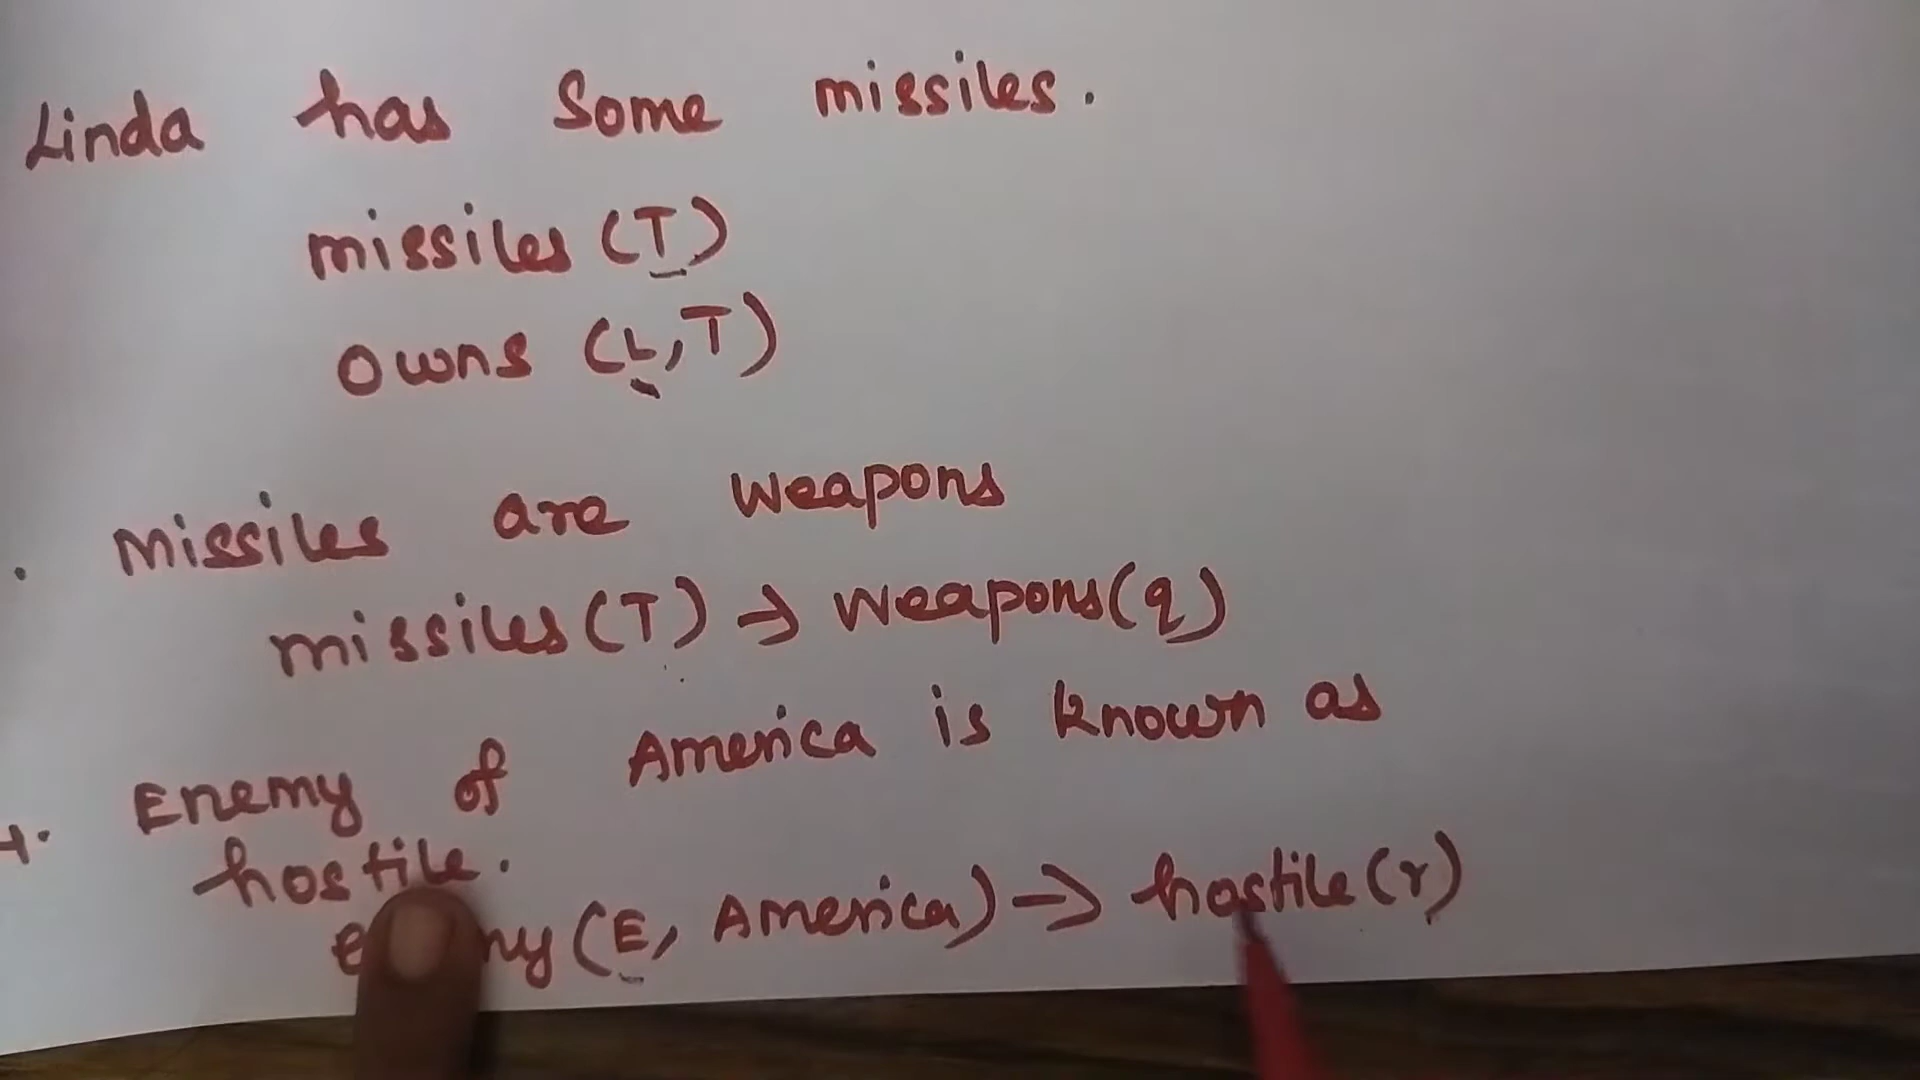 Linda has Some missiles.
missiles (T)
Owns (L, T)
. Missiles are Weapons
missiles (T) → Weapons (q)
4. Enemy of America is known as
hostile.
(E, America) → hostile (r)